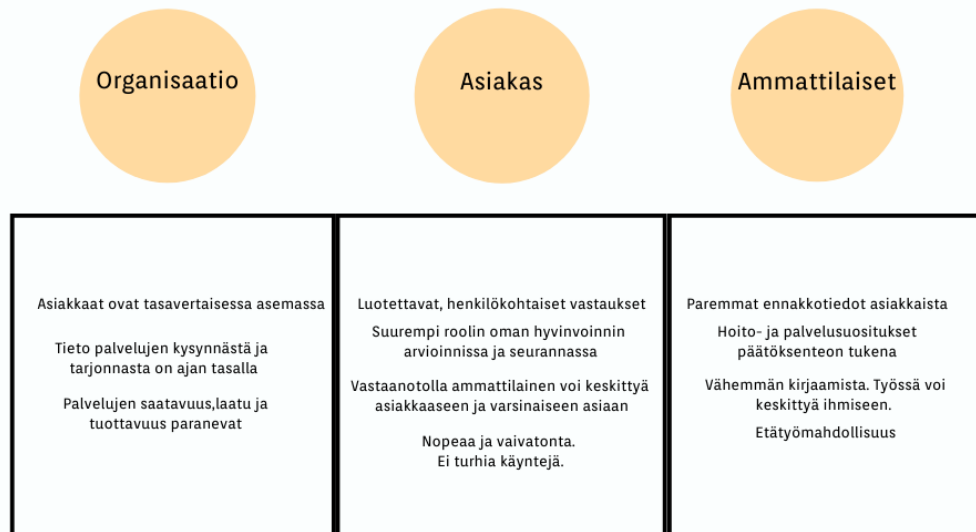 Organisaatio
Asiakas
Ammattilaiset
Asiakkaat ovat tasavertaisessa asemassa
Tieto palvelujen kysynnästä ja
tarjonnasta on ajan tasalla
Palvelujen saatavuus,laatu ja
tuottavuus paranevat
Luotettavat, henkilökohtaiset vastaukset
Suurempi roolin oman hyvinvoinnin
arvioinnissa ja seurannassa
Vastaanotolla ammattilainen voi keskittyä
asiakkaaseen ja varsinaiseen asiaan
Nopeaa ja vaivatonta.
Ei turhia käyntejä.
Paremmat ennakkotiedot asiakkaista
Hoito- ja palvelusuositukset
päätöksenteon tukena
Vähemmän kirjaamista. Työssä voi
keskittyä ihmiseen.
Etätyömahdollisuus